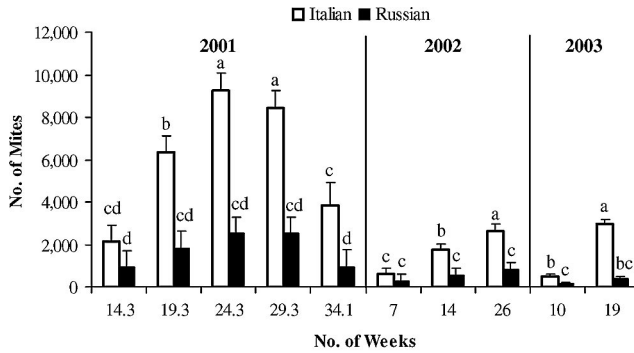 Italian Russian
12,000
2001 2002 2003
10,000
8,000
6,000
4,000
2,000
0
No. of Mites
cd d b cd a cd a cd c d c c b c a c b c a bc
14.3 19.3 24.3 29.3 34.1 7 14 26 10 19
No. of Weeks